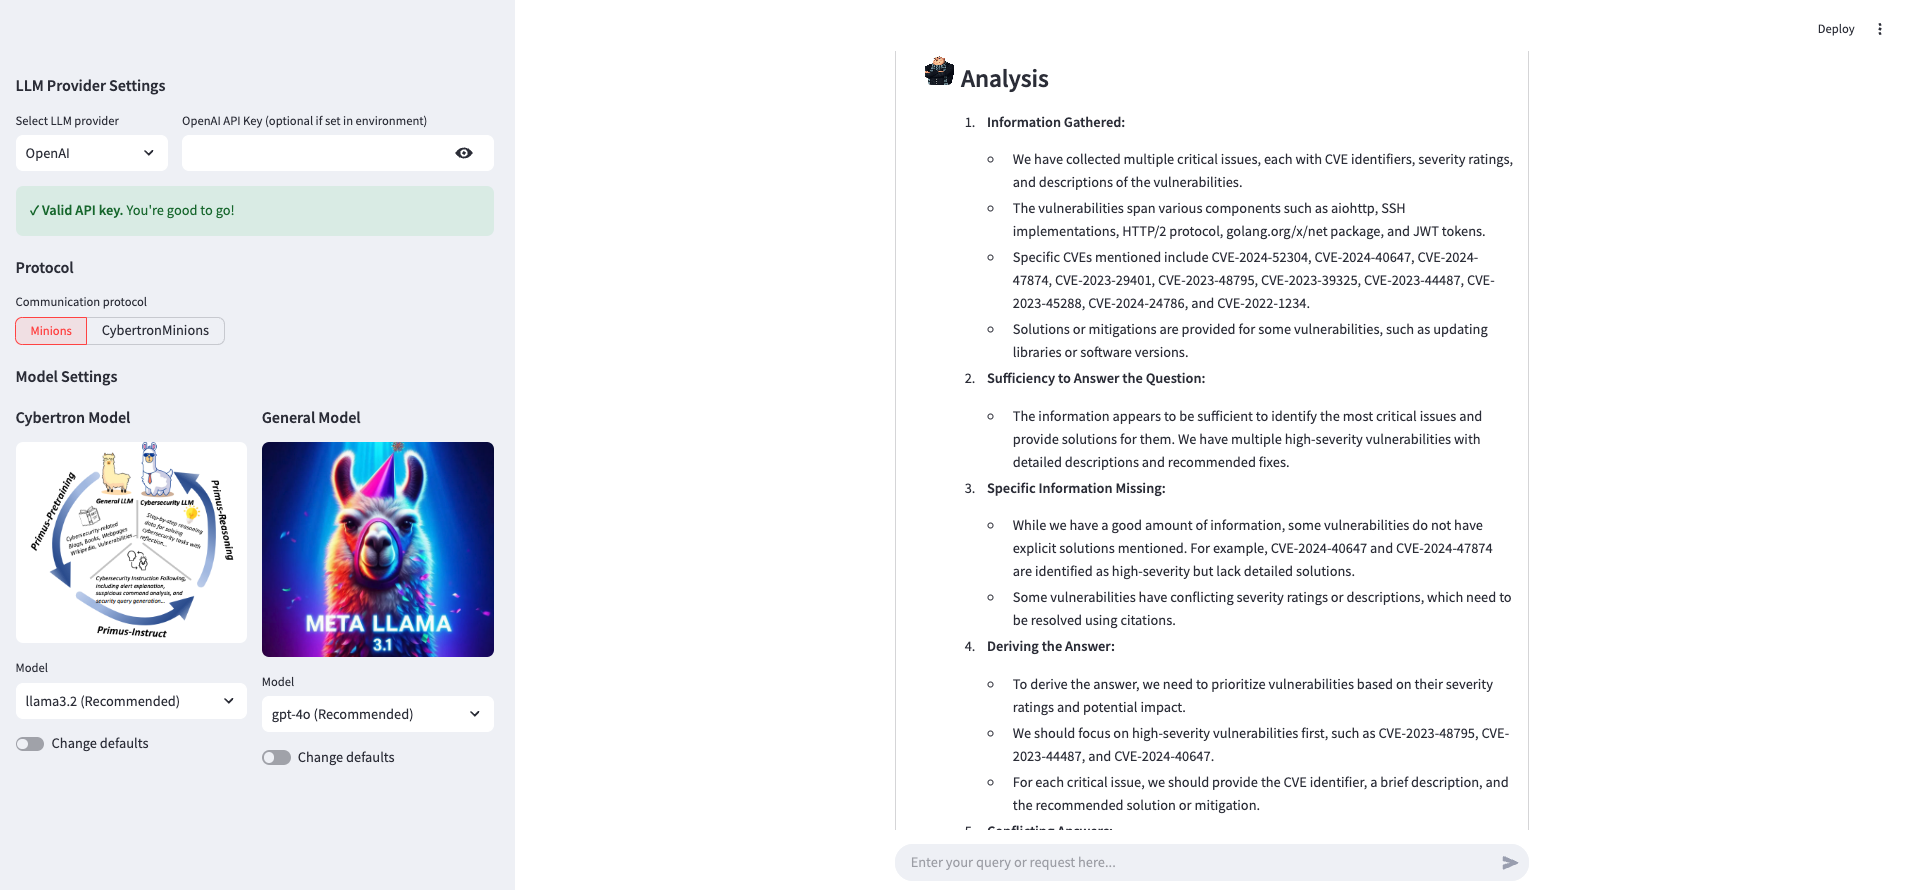 Deploy
LLM Provider Settings
Select LLM provider
OpenAI API Key (optional if set in environment)
OpenAI
✓ Valid API key. You're good to go!
Protocol
Communication protocol
Minions
CybertronMinions
Model Settings
Cybertron Model
General Model
Primus-Pretraining
Primus-Reasoning
General LLM
Cybersecurity LLM
Cybersecurity-related
Blogs, Books, Webpages,
Wikipedia, Vulnerabilities...
Step-by-step reasoning
data for solving
cybersecurity tasks with
reflection...
Cybersecurity Instruction Following,
including alert explanation,
suspicious command analysis, and
security query generation...
Primus-Instruct
META LLAMA
3.1
Model
llama3.2 (Recommended)
Change defaults
Model
gpt-4o (Recommended)
Change defaults
Analysis
1. Information Gathered:
We have collected multiple critical issues, each with CVE identifiers, severity ratings,
and descriptions of the vulnerabilities.
The vulnerabilities span various components such as aiohttp, SSH
implementations, HTTP/2 protocol, golang.org/x/net package, and JWT tokens.
Specific CVEs mentioned include CVE-2024-52304, CVE-2024-40647, CVE-2024-
47874, CVE-2023-29401, CVE-2023-48795, CVE-2023-39325, CVE-2023-44487, CVE-
2023-45288, CVE-2024-24786, and CVE-2022-1234.
Solutions or mitigations are provided for some vulnerabilities, such as updating
libraries or software versions.
2. Sufficiency to Answer the Question:
The information appears to be sufficient to identify the most critical issues and
provide solutions for them. We have multiple high-severity vulnerabilities with
detailed descriptions and recommended fixes.
3. Specific Information Missing:
While we have a good amount of information, some vulnerabilities do not have
explicit solutions mentioned. For example, CVE-2024-40647 and CVE-2024-47874
are identified as high-severity but lack detailed solutions.
Some vulnerabilities have conflicting severity ratings or descriptions, which need to
be resolved using citations.
4. Deriving the Answer:
To derive the answer, we need to prioritize vulnerabilities based on their severity
ratings and potential impact.
We should focus on high-severity vulnerabilities first, such as CVE-2023-48795, CVE-
2023-44487, and CVE-2024-40647.
For each critical issue, we should provide the CVE identifier, a brief description, and
the recommended solution or mitigation.
5. Conflicting Answers:
Enter your query or request here...